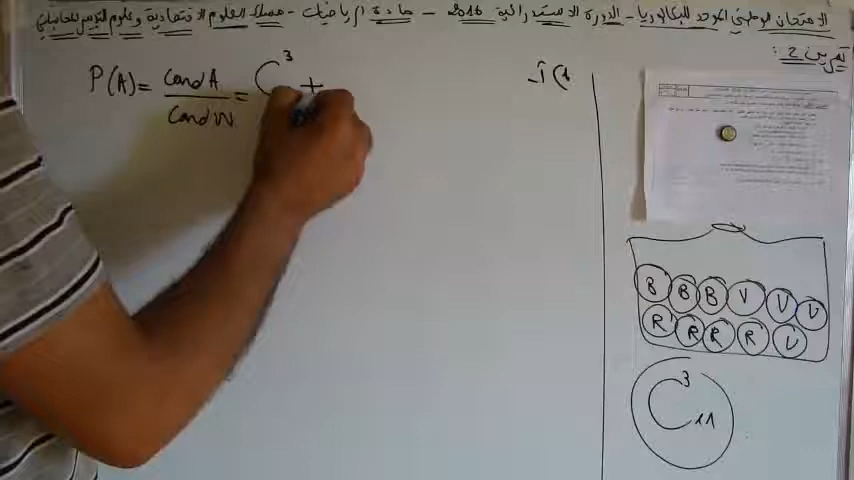 الامتحان الوطني الموحد للبكالوريا - الدورة الاستدراكية 2016 - مادة الرياضيات - مسلك العلوم الاقتصادية وعلوم التدبير المحاسباتي
تمرين 2 :
1) أ-
P(A) = Card A / Card Ω = C³ +
B B B V V V
R R R R V
C³₁₁